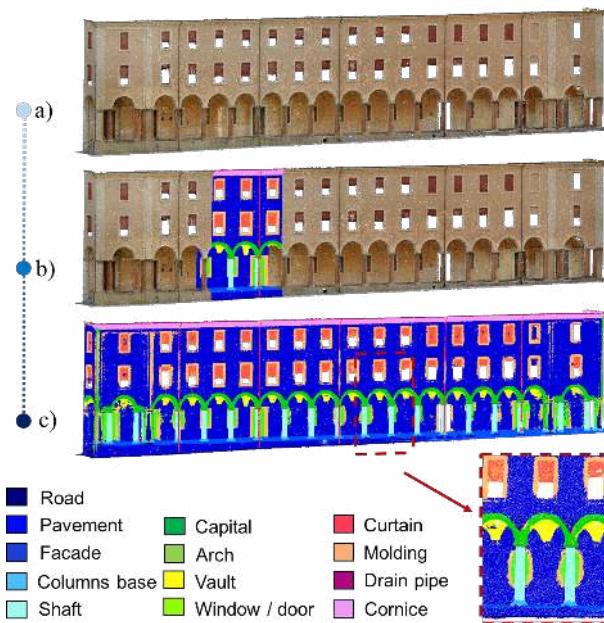 a)
b)
c)
Road
Pavement
Facade
Columns base
Shaft
Capital
Arch
Vault
Window / door
Curtain
Molding
Drain pipe
Cornice